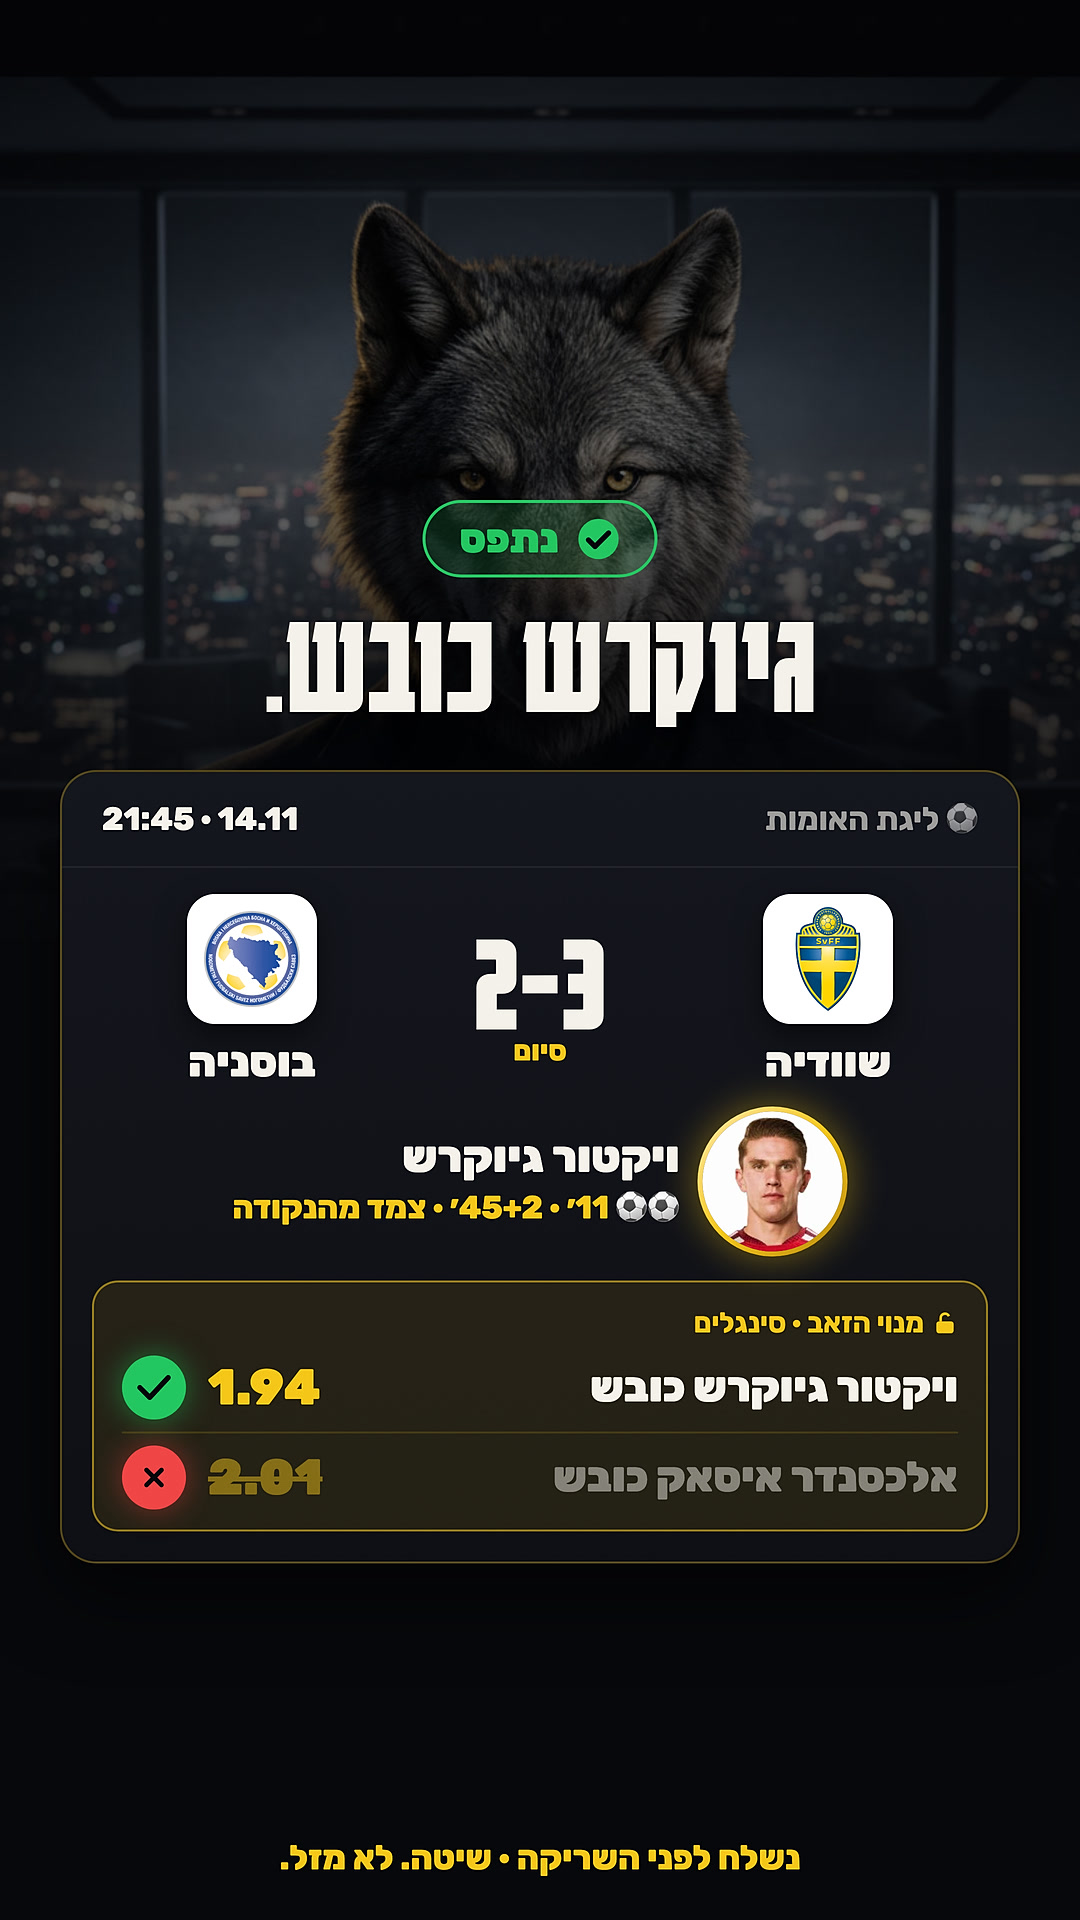 נתפס
גיוקרש כובש.
ליגת האומות
14.11 • 21:45
SvFF
שוודיה
2-3
סיום
בוסניה
ויקטור גיוקרש
11׳ • 45+2׳ • צמד מהנקודה
מנוי הזאב • סינגלים
ויקטור גיוקרש כובש 1.94
אלכסנדר איסאק כובש 2.01
נשלח לפני השריקה • שיטה. לא מזל.